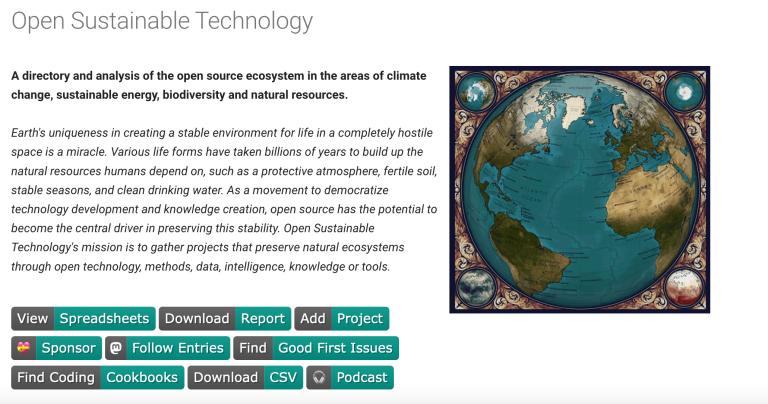 Open Sustainable Technology
A directory and analysis of the open source ecosystem in the areas of climate
change, sustainable energy, biodiversity and natural resources.
Earth's uniqueness in creating a stable environment for life in a completely hostile
space is a miracle. Various life forms have taken billions of years to build up the
natural resources humans depend on, such as a protective atmosphere, fertile soil,
stable seasons, and clean drinking water. As a movement to democratize
technology development and knowledge creation, open source has the potential to
become the central driver in preserving this stability. Open Sustainable
Technology's mission is to gather projects that preserve natural ecosystems
through open technology, methods, data, intelligence, knowledge or tools.
View Spreadsheets Download Report Add Project
Sponsor Follow Entries Find Good First Issues
Find Coding Cookbooks Download CSV Podcast